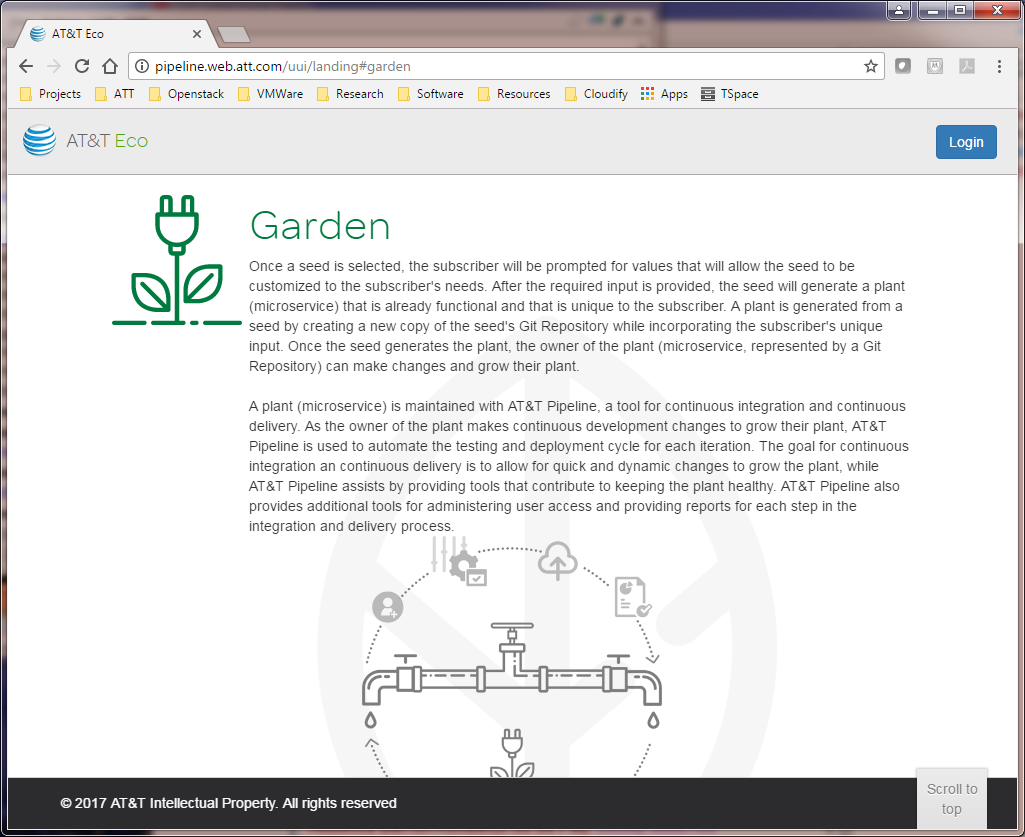 AT&T Eco
pipeline.web.att.com/uui/landing#garden
Projects ATT Openstack VMWare Research Software Resources Cloudify Apps TSpace
AT&T Eco
Login
Garden
Once a seed is selected, the subscriber will be prompted for values that will allow the seed to be
customized to the subscriber's needs. After the required input is provided, the seed will generate a plant
(microservice) that is already functional and that is unique to the subscriber. A plant is generated from a
seed by creating a new copy of the seed's Git Repository while incorporating the subscriber's unique
input. Once the seed generates the plant, the owner of the plant (microservice, represented by a Git
Repository) can make changes and grow their plant.
A plant (microservice) is maintained with AT&T Pipeline, a tool for continuous integration and continuous
delivery. As the owner of the plant makes continuous development changes to grow their plant, AT&T
Pipeline is used to automate the testing and deployment cycle for each iteration. The goal for continuous
integration an continuous delivery is to allow for quick and dynamic changes to grow the plant, while
AT&T Pipeline assists by providing tools that contribute to keeping the plant healthy. AT&T Pipeline also
provides additional tools for administering user access and providing reports for each step in the
integration and delivery process.
© 2017 AT&T Intellectual Property. All rights reserved
Scroll to
top